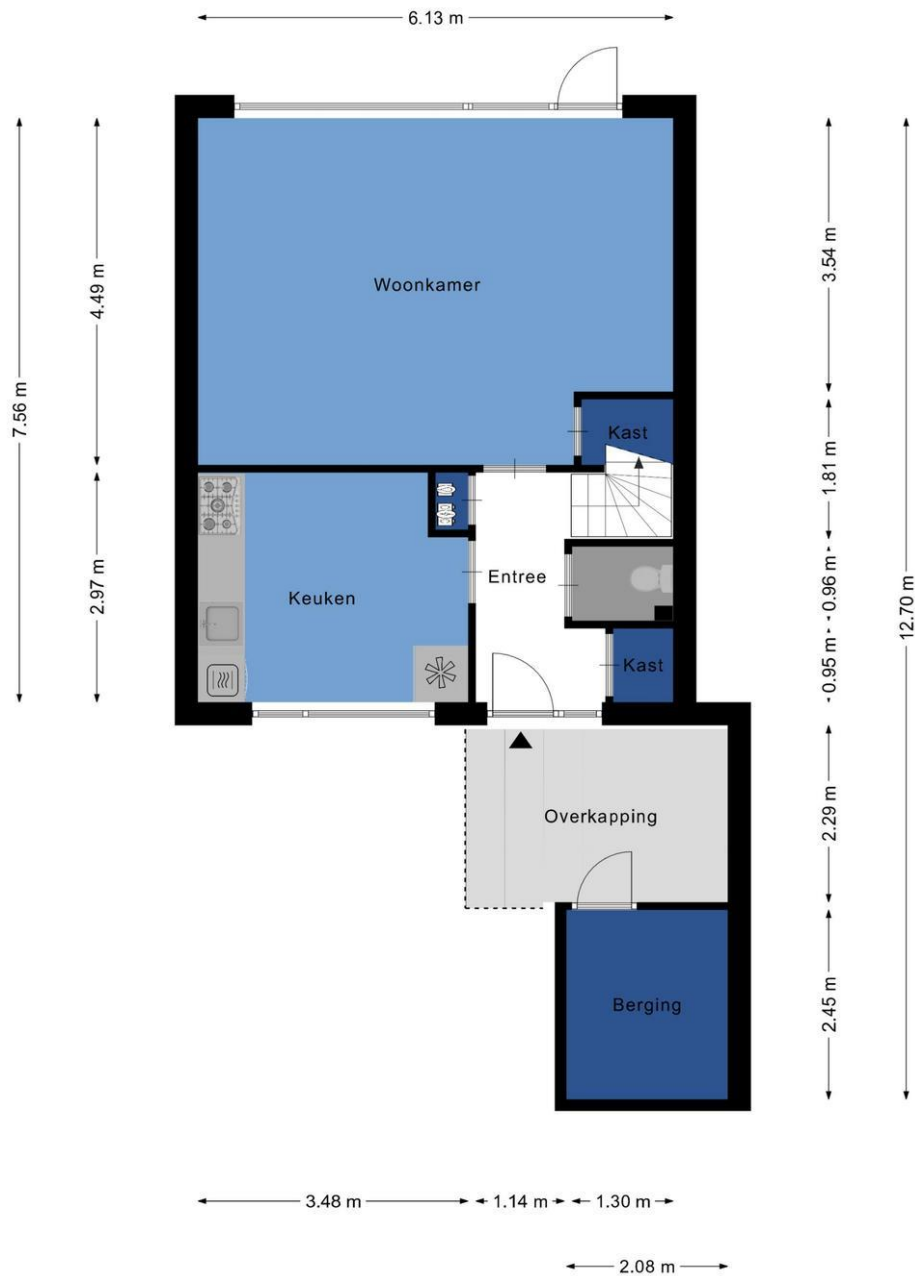 6.13 m
7.56 m
4.49 m
2.97 m
Woonkamer
Kast
Keuken
Entree
Kast
Overkapping
Berging
3.54 m
1.81 m
0.96 m
0.95 m
2.29 m
2.45 m
12.70 m
3.48 m
1.14 m
1.30 m
2.08 m